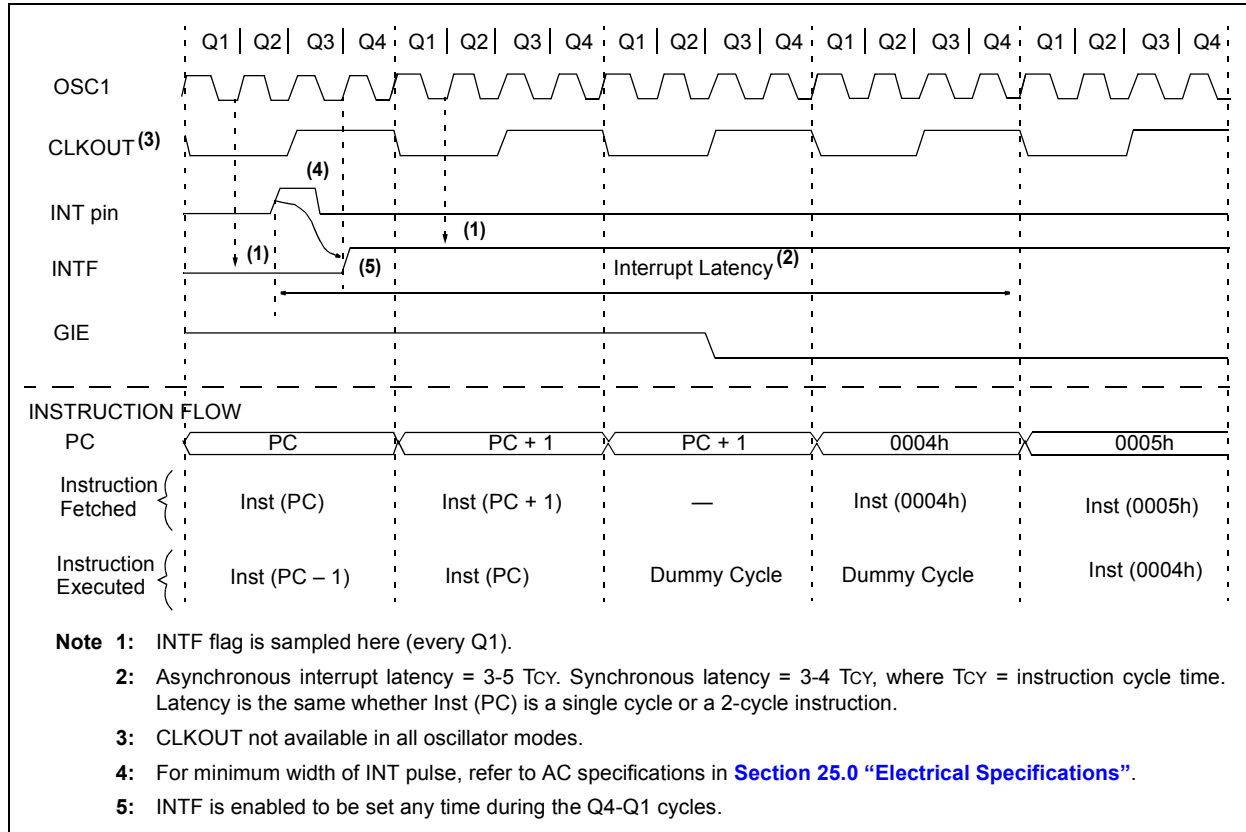 Q1 | Q2 | Q3 | Q4 Q1 | Q2 | Q3 | Q4 Q1 | Q2 | Q3 | Q4 Q1 | Q2 | Q3 | Q4 Q1 | Q2 | Q3 | Q4
OSC1
CLKOUT (3)
(4)
INT pin
(1)
(1)
INTF
(5)
Interrupt Latency (2)
GIE
INSTRUCTION FLOW
PC PC PC + 1 PC + 1 0004h 0005h
Instruction
Fetched
Inst (PC) Inst (PC + 1) — Inst (0004h) Inst (0005h)
Instruction
Executed
Inst (PC – 1) Inst (PC) Dummy Cycle Dummy Cycle Inst (0004h)
Note 1: INTF flag is sampled here (every Q1).
2: Asynchronous interrupt latency = 3-5 TCY. Synchronous latency = 3-4 TCY, where TCY = instruction cycle time.
Latency is the same whether Inst (PC) is a single cycle or a 2-cycle instruction.
3: CLKOUT not available in all oscillator modes.
4: For minimum width of INT pulse, refer to AC specifications in Section 25.0 “Electrical Specifications”.
5: INTF is enabled to be set any time during the Q4-Q1 cycles.